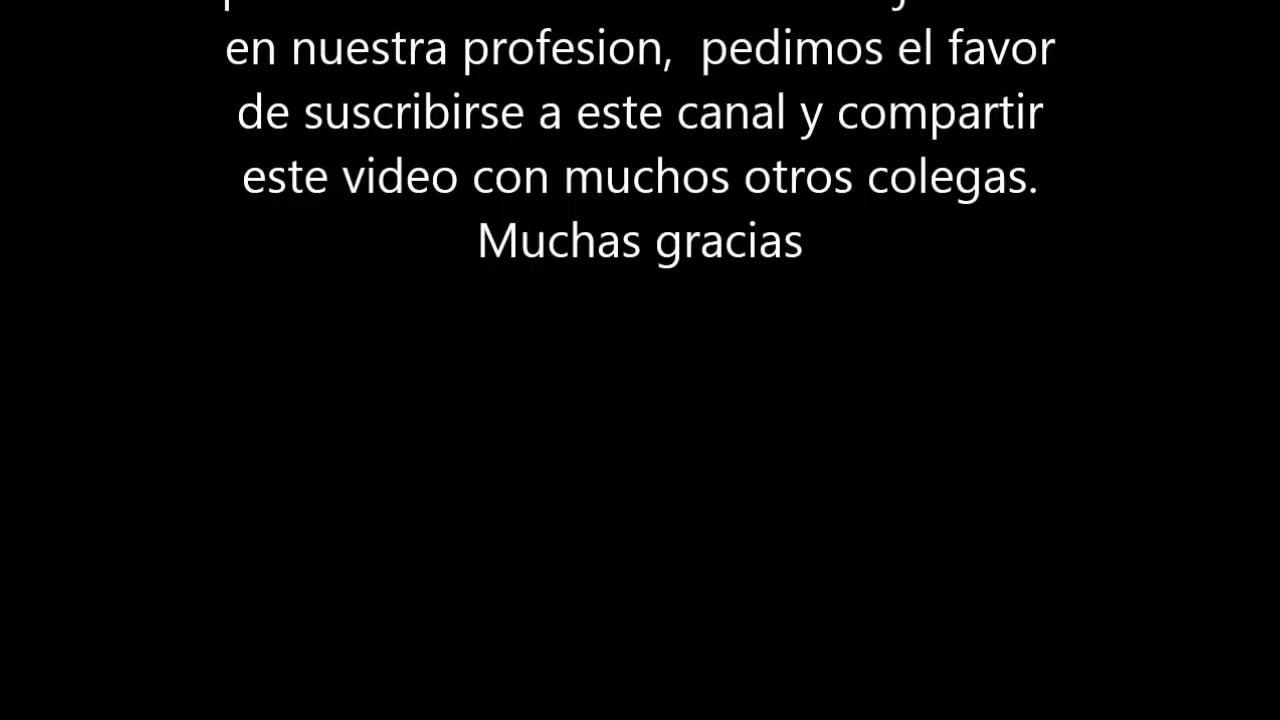 en nuestra profesion,  pedimos el favor
de suscribirse a este canal y compartir
este video con muchos otros colegas.
Muchas gracias